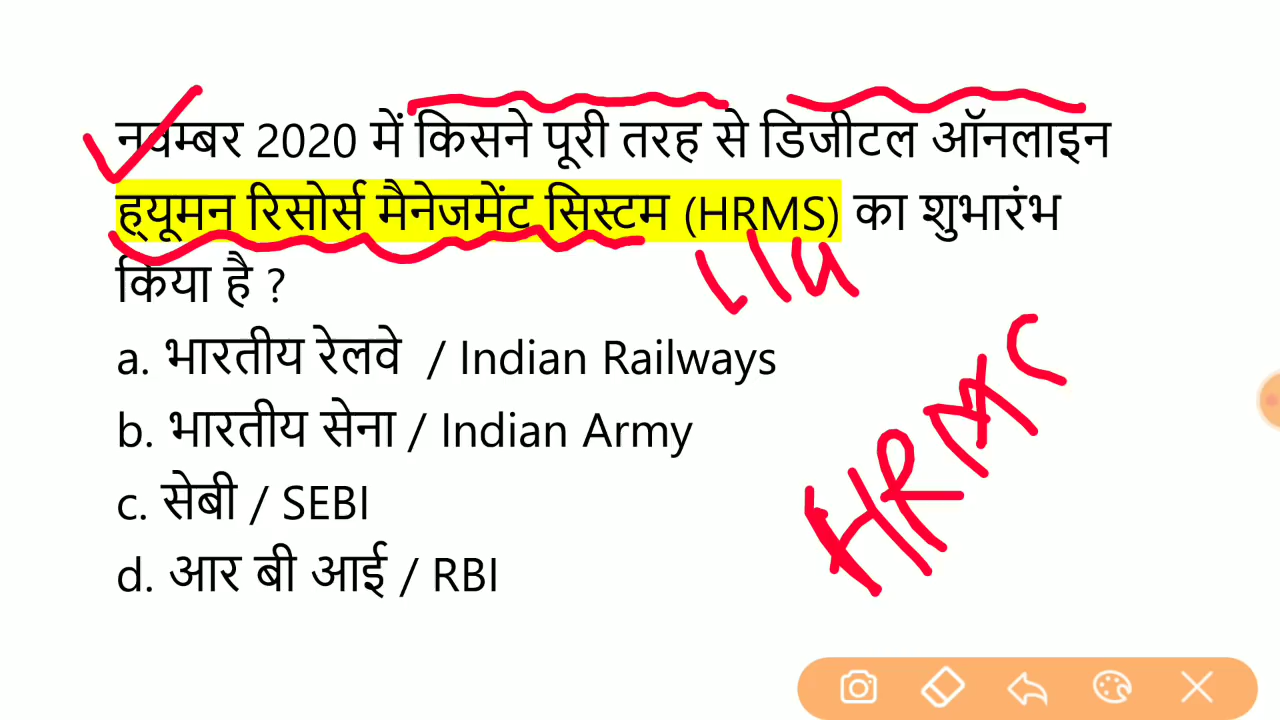 नवम्बर 2020 में किसने पूरी तरह से डिजीटल ऑनलाइन
ह्यूमन रिसोर्स मैनेजमेंट सिस्टम (HRMS) का शुभारंभ
किया है ?
a. भारतीय रेलवे / Indian Railways
b. भारतीय सेना / Indian Army
c. सेबी / SEBI
d. आर बी आई / RBI